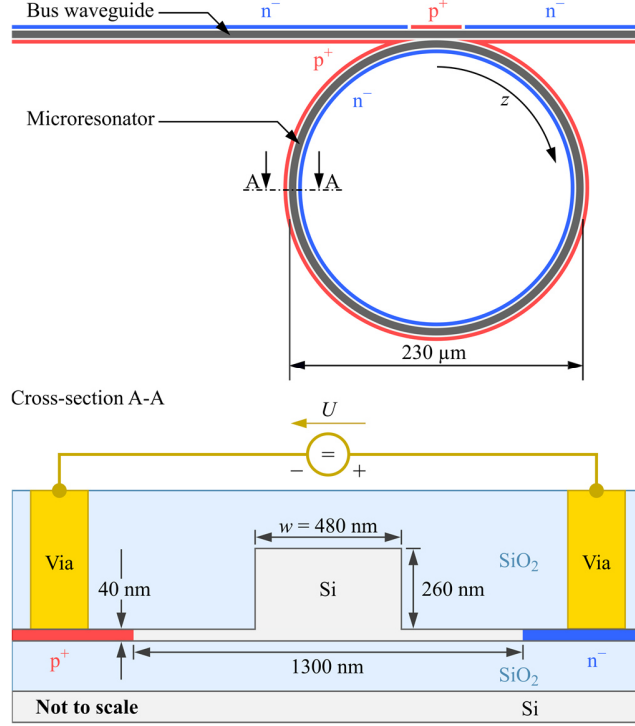 Bus waveguide
n⁻
p⁺
n⁻
p⁺
n⁻
z
Microresonator
A
A
230 µm
Cross-section A-A
U
− = +
w = 480 nm
Via
Via
SiO₂
40 nm
Si
260 nm
p⁺
1300 nm
n⁻
SiO₂
Not to scale
Si